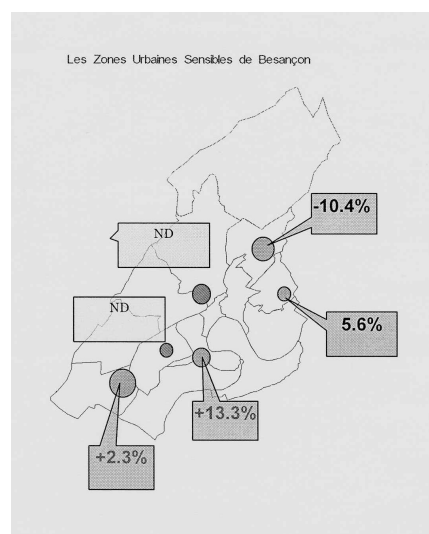 Les Zones Urbaines Sensibles de Besançon
-10.4%
ND
ND
5.6%
+13.3%
+2.3%